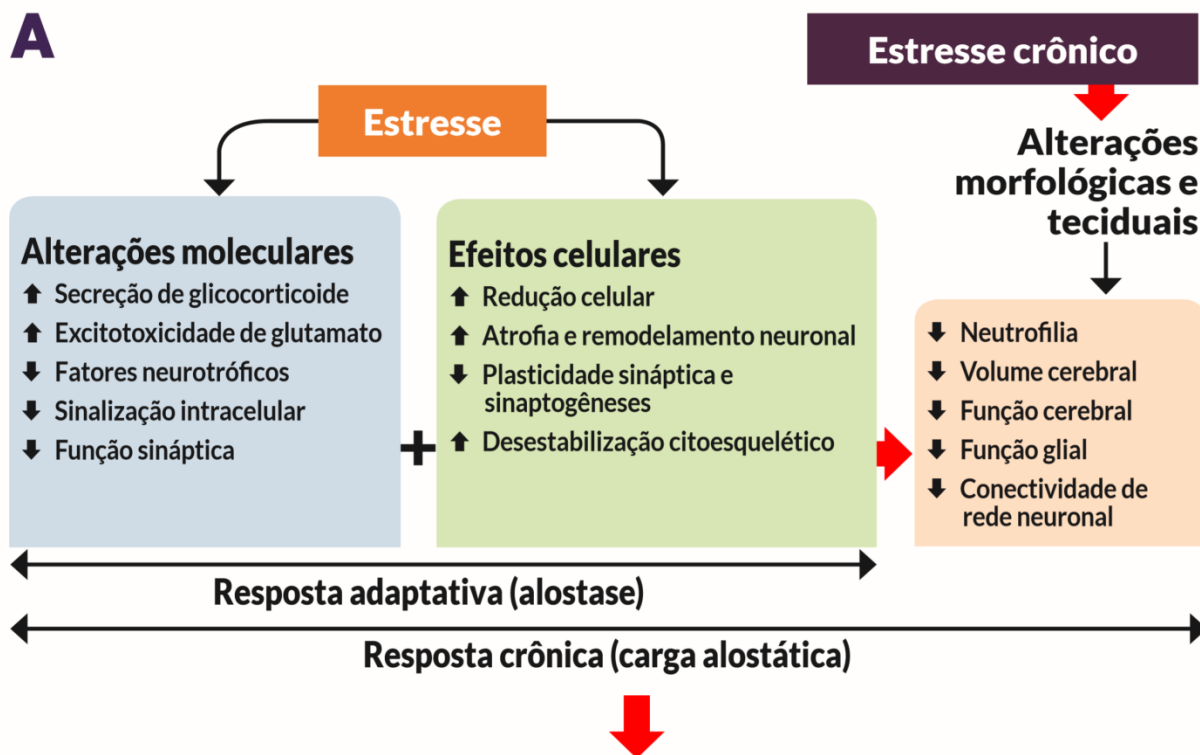 A
Estresse crônico
Estresse
Alterações
morfológicas e
teciduais
Alterações moleculares
Secreção de glicocorticoide
Excitotoxicidade de glutamato
Fatores neurotróficos
Sinalização intracelular
Função sináptica
+
Efeitos celulares
Redução celular
Atrofia e remodelamento neuronal
Plasticidade sináptica e
sinaptogêneses
Desestabilização citoesquelético
Neutrofilia
Volume cerebral
Função cerebral
Função glial
Conectividade de
rede neuronal
Resposta adaptativa (alostase)
Resposta crônica (carga alostática)